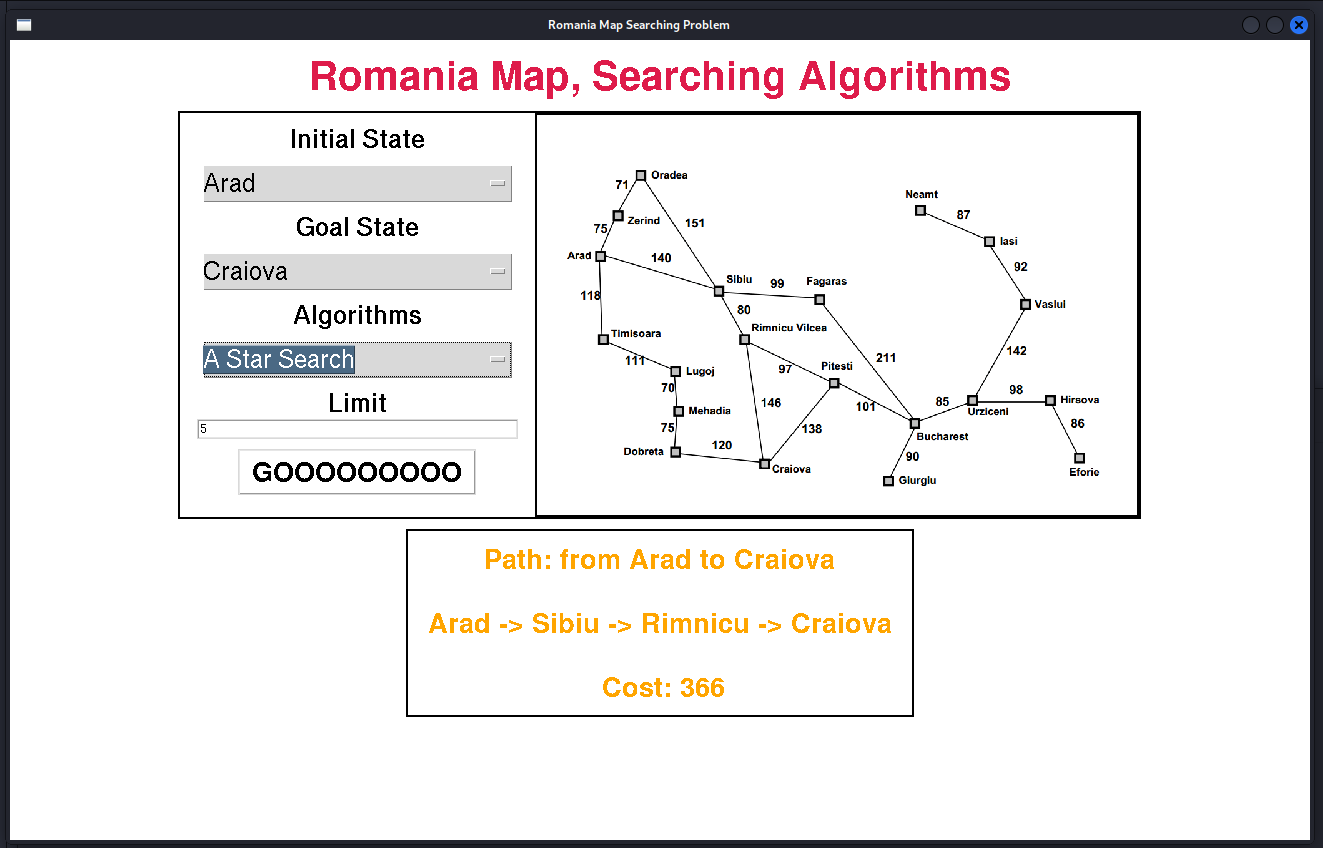 Romania Map Searching Problem
Romania Map, Searching Algorithms
Initial State
Arad
Goal State
Craiova
Algorithms
A Star Search
Limit
5
GOOOOOOOOO
Oradea
71
Neamt
87
Zerind
151
75
Iasi
Arad
140
92
Sibiu
99
Fagaras
118
80
Vaslui
Rimnicu Vilcea
Timisoara
142
111
211
Lugoj
97
Pitesti
70
98
146
101
85
Hirsova
Mehadia
Urziceni
75
138
86
Bucharest
120
90
Dobreta
Craiova
Eforie
Giurgiu
Path: from Arad to Craiova
Arad -> Sibiu -> Rimnicu -> Craiova
Cost: 366